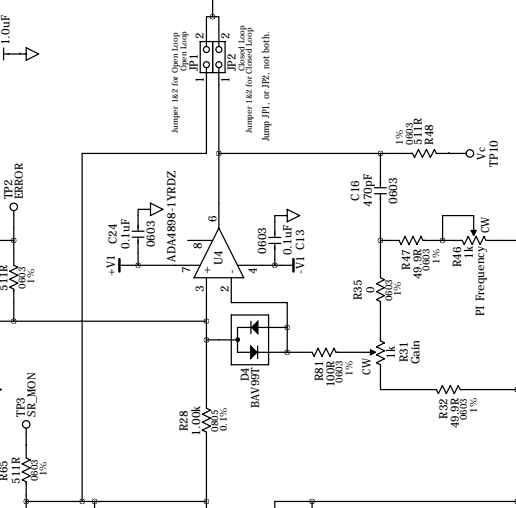 1.0uF
Jumper 1&2 for Open Loop
Open Loop
JP1
1
2
2
1
JP2
Closed Loop
Jumper 1&2 for Closed Loop
Jump JP1, or JP2, not both.
1%
0603
511R
R48
Vc
TP10
TP2
ERROR
511R
0603
1%
C24
0.1uF
0603
ADA4898-1YRDZ
+V1
7
8
6
U4
+
-
3
2
4
0603
0.1uF
C13
-V1
C16
470pF
0603
R47
49.9R
0603
1%
R46
1k
CW
PI Frequency
R35
0
0603
1%
R31
1k
Gain
CW
R81
100R
0603
1%
D4
BAV99T
R28
1.00k
0805
0.1%
R32
49.9R
0603
1%
TP3
SR_MON
R65
511R
0603
1%